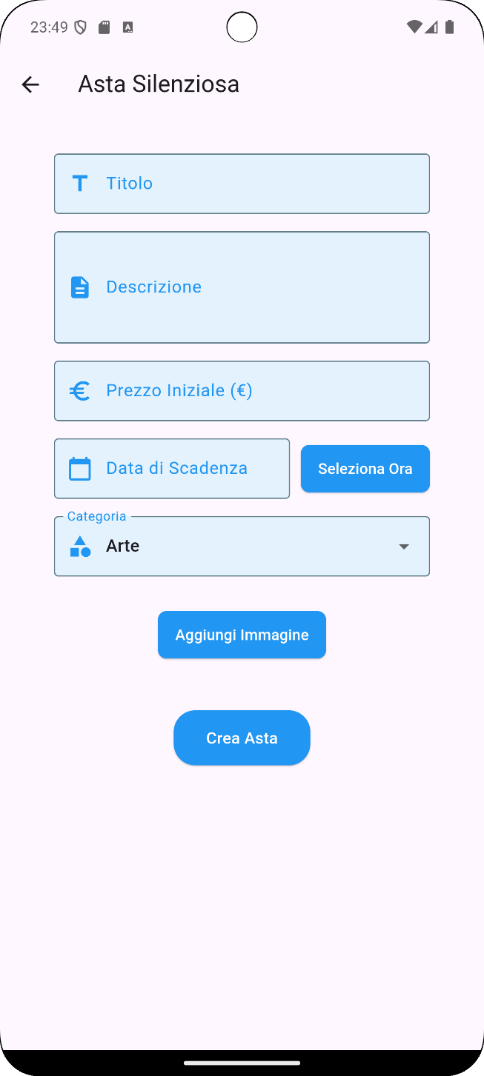 23:49
Asta Silenziosa
Titolo
Descrizione
Prezzo Iniziale (€)
Data di Scadenza
Seleziona Ora
Categoria
Arte
Aggiungi Immagine
Crea Asta